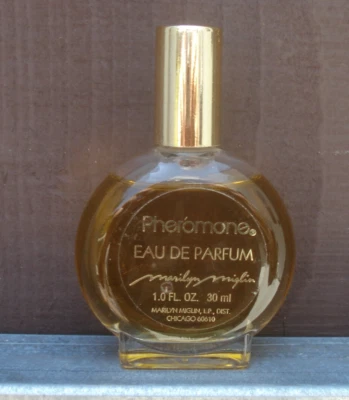 Pheromone®
EAU DE PARFUM
marilyn miglin
1.0 FL. OZ. 30 ml
MARILYN MIGLIN, L.P., DIST.
CHICAGO 60610